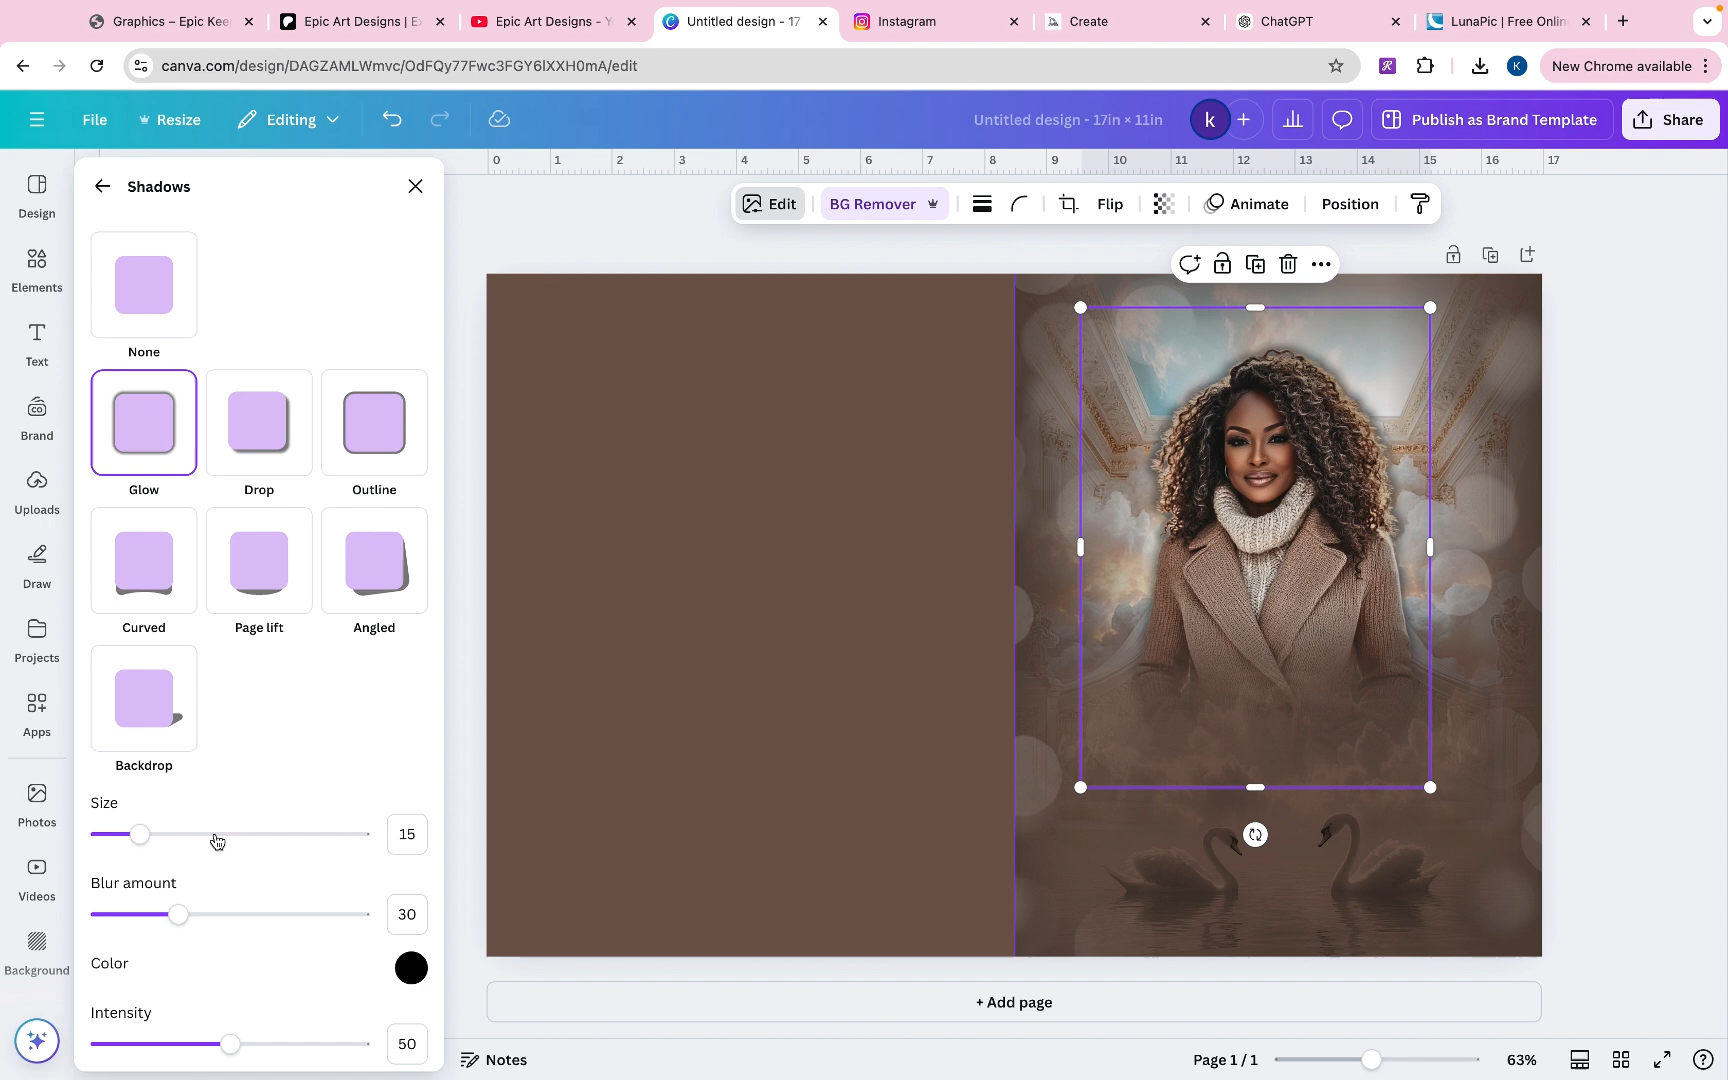 Graphics – Epic Kee
Epic Art Designs | E
Epic Art Designs - Y
Untitled design - 17
Instagram
Create
ChatGPT
LunaPic | Free Onlin
canva.com/design/DAGZAMLWmvc/OdFQy77Fwc3FGY6IXXH0mA/edit
K
New Chrome available
File
Resize
Editing
Untitled design - 17in × 11in
k
Publish as Brand Template
Share
0 1 2 3 4 5 6 7 8 9 10 11 12 13 14 15 16 17
Design
Elements
Text
Brand
Uploads
Draw
Projects
Apps
Photos
Videos
Background
Shadows
None
Glow
Drop
Outline
Curved
Page lift
Angled
Backdrop
Size
15
Blur amount
30
Color
Intensity
50
Edit
BG Remover
Flip
Animate
Position
+ Add page
Notes
Page 1 / 1
63%